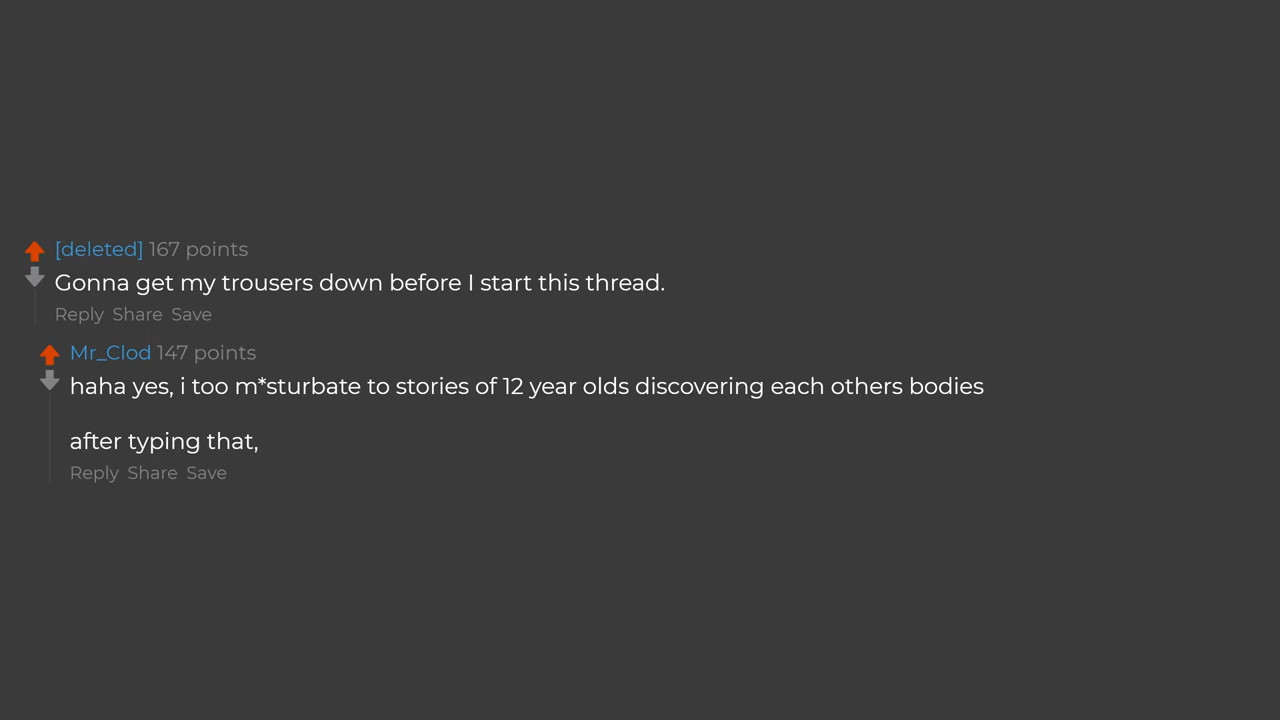 [deleted] 167 points
Gonna get my trousers down before I start this thread.
Reply Share Save
Mr_Clod 147 points
haha yes, i too m*sturbate to stories of 12 year olds discovering each others bodies
after typing that,
Reply Share Save